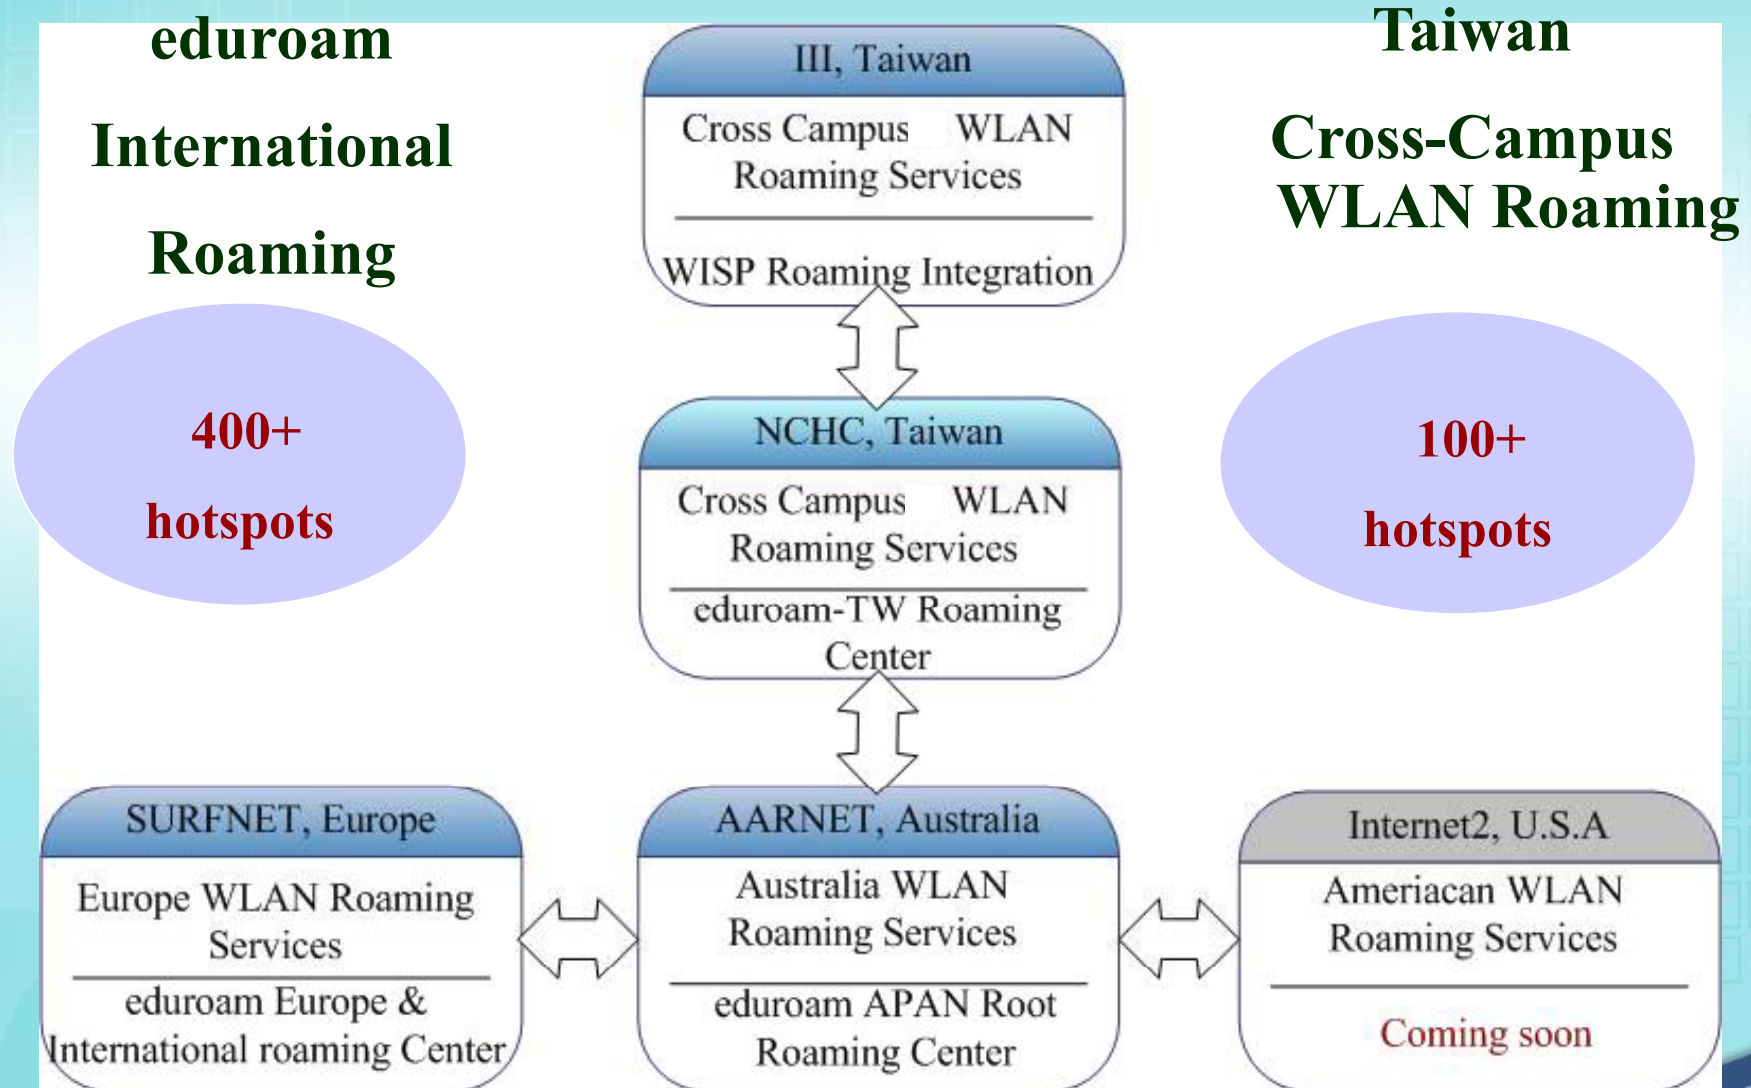 eduroam
International
Roaming
400+
hotspots
Taiwan
Cross-Campus
WLAN Roaming
100+
hotspots
III, Taiwan
Cross Campus WLAN
Roaming Services
WISP Roaming Integration
NCHC, Taiwan
Cross Campus WLAN
Roaming Services
eduroam-TW Roaming
Center
SURFNET, Europe
Europe WLAN Roaming
Services
eduroam Europe &
International roaming Center
AARNET, Australia
Australia WLAN
Roaming Services
eduroam APAN Root
Roaming Center
Internet2, U.S.A
Ameriacan WLAN
Roaming Services
Coming soon